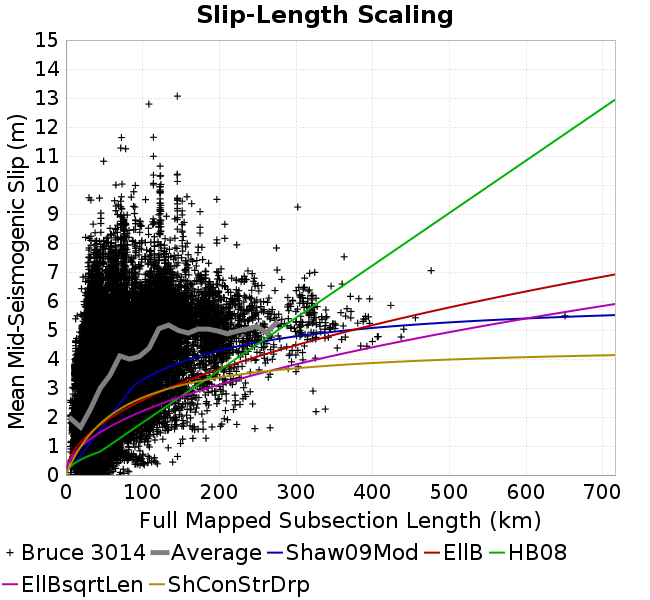 Slip-Length Scaling
Mean Mid-Seismogenic Slip (m)
15
14
13
12
11
10
9
8
7
6
5
4
3
2
1
0
0 100 200 300 400 500 600 700
Full Mapped Subsection Length (km)
Bruce 3014 Average Shaw09Mod EllB HB08
EllBsqrtLen ShConStrDrp